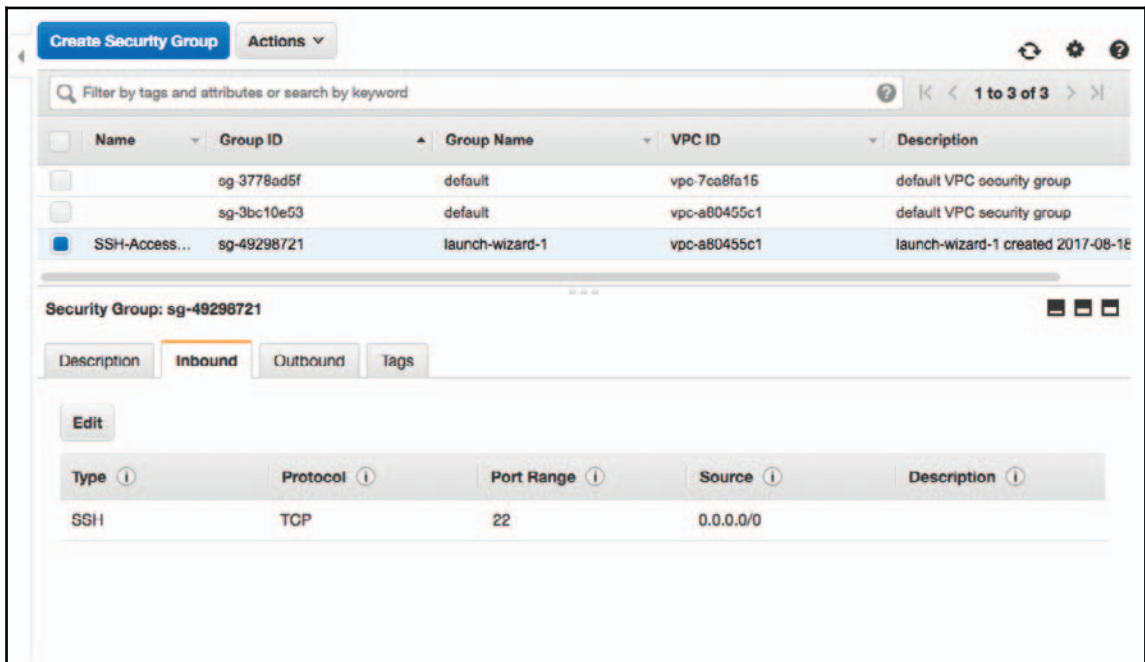 Create Security Group Actions
Filter by tags and attributes or search by keyword 1 to 3 of 3
Name Group ID Group Name VPC ID Description
sg-3778ad5f default vpc-7ca8fa15 default VPC security group
sg-3bc10e53 default vpc-a80455c1 default VPC security group
SSH-Access... sg-49298721 launch-wizard-1 vpc-a80455c1 launch-wizard-1 created 2017-08-18
Security Group: sg-49298721
Description Inbound Outbound Tags
Edit
Type Protocol Port Range Source Description
SSH TCP 22 0.0.0.0/0